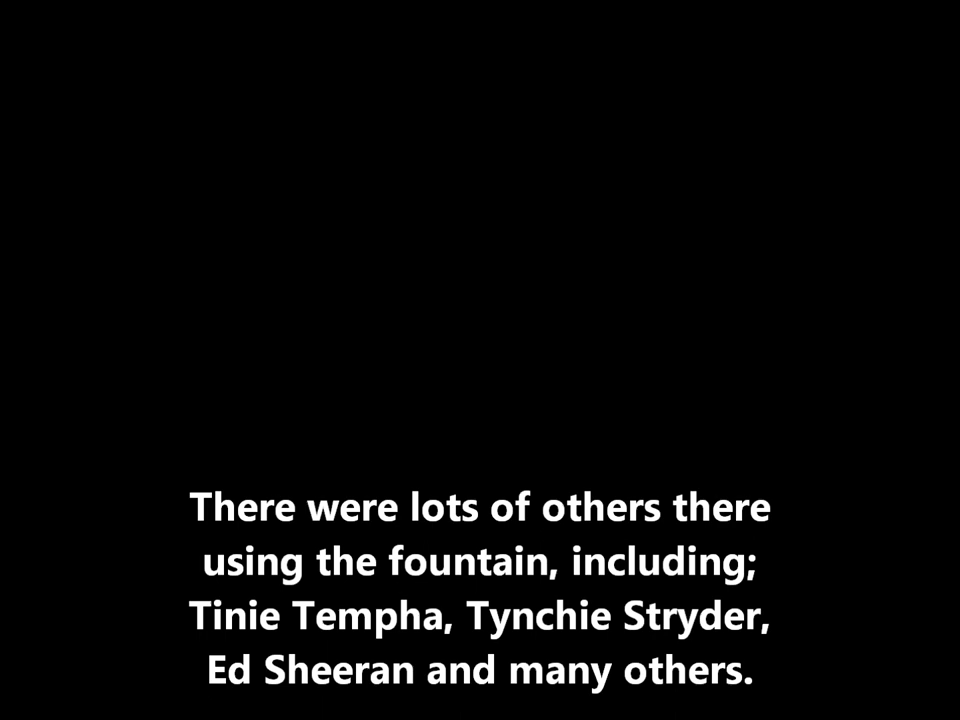 There were lots of others there
using the fountain, including;
Tinie Tempha, Tynchie Stryder,
Ed Sheeran and many others.